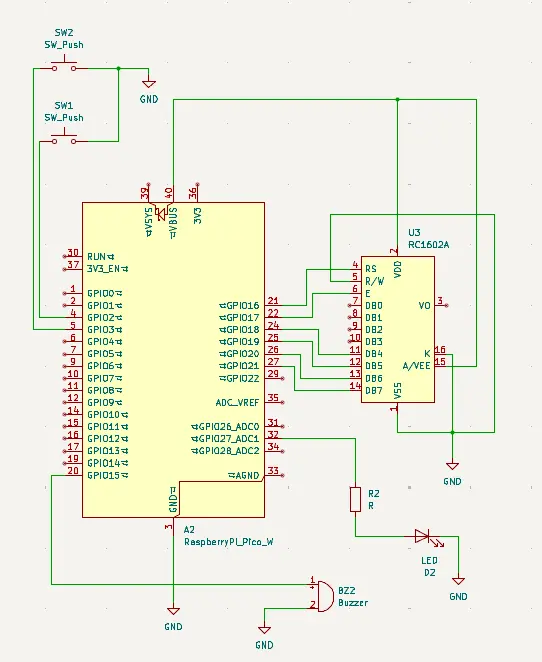 SW2
SW_Push
GND
SW1
SW_Push
39
40
36
VSYS
VBUS
3V3
30
RUN
37
3V3_EN
1
GPIO0
2
GPIO1
4
GPIO2
5
GPIO3
6
GPIO4
7
GPIO5
9
GPIO6
10
GPIO7
11
GPIO8
12
GPIO9
14
GPIO10
15
GPIO11
16
GPIO12
17
GPIO13
19
GPIO14
20
GPIO15
GPIO16
21
GPIO17
22
GPIO18
24
GPIO19
25
GPIO20
26
GPIO21
27
GPIO22
29
ADC_VREF
35
GPIO26_ADC0
31
GPIO27_ADC1
32
GPIO28_ADC2
34
AGND
33
GND
3
A2
RaspberryPi_Pico_W
GND
U3
RC1602A
2
VDD
4
RS
5
R/W
6
E
7
DB0
8
DB1
9
DB2
10
DB3
11
DB4
12
DB5
13
DB6
14
DB7
VO
3
K
16
A/VEE
15
VSS
1
GND
R2
R
LED
D2
GND
1
+
2
BZ2
Buzzer
GND